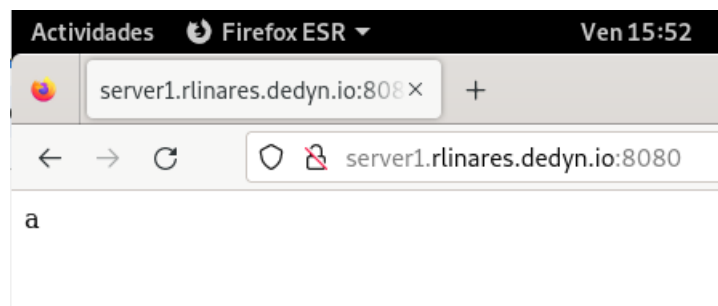 Actividades Firefox ESR Ven 15:52
server1.rlinares.dedyn.io:808
server1.rlinares.dedyn.io:8080
a